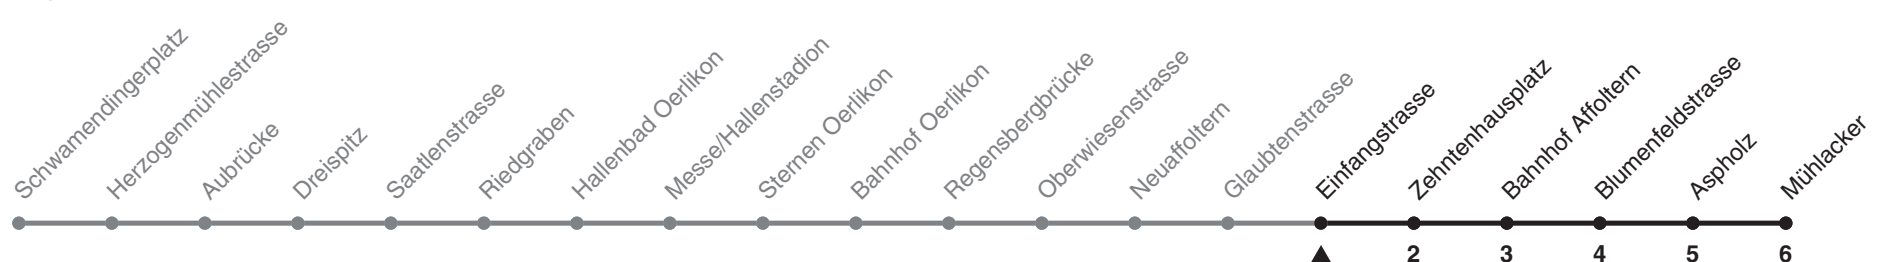 Schwamendingerplatz
Herzogenmühlestrasse
Aubrücke
Dreispitz
Saatlenstrasse
Riedgraben
Hallenbad Oerlikon
Messe/Hallenstadion
Sternen Oerlikon
Bahnhof Oerlikon
Regensbergbrücke
Oberwiesenstrasse
Neuaffoltern
Glaubtenstrasse
Einfangstrasse
Zehntenhausplatz
Bahnhof Affoltern
Blumenfeldstrasse
Aspholz
Mühlacker
2 3 4 5 6